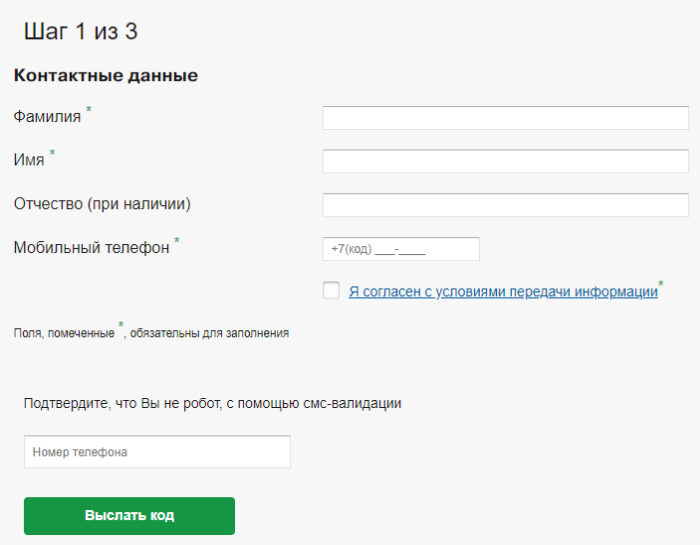 Шаг 1 из 3
Контактные данные
Фамилия *
Имя *
Отчество (при наличии)
Мобильный телефон *
+7(код) ___-____
Я согласен с условиями передачи информации*
Поля, помеченные *, обязательны для заполнения
Подтвердите, что Вы не робот, с помощью смс-валидации
Номер телефона
Выслать код